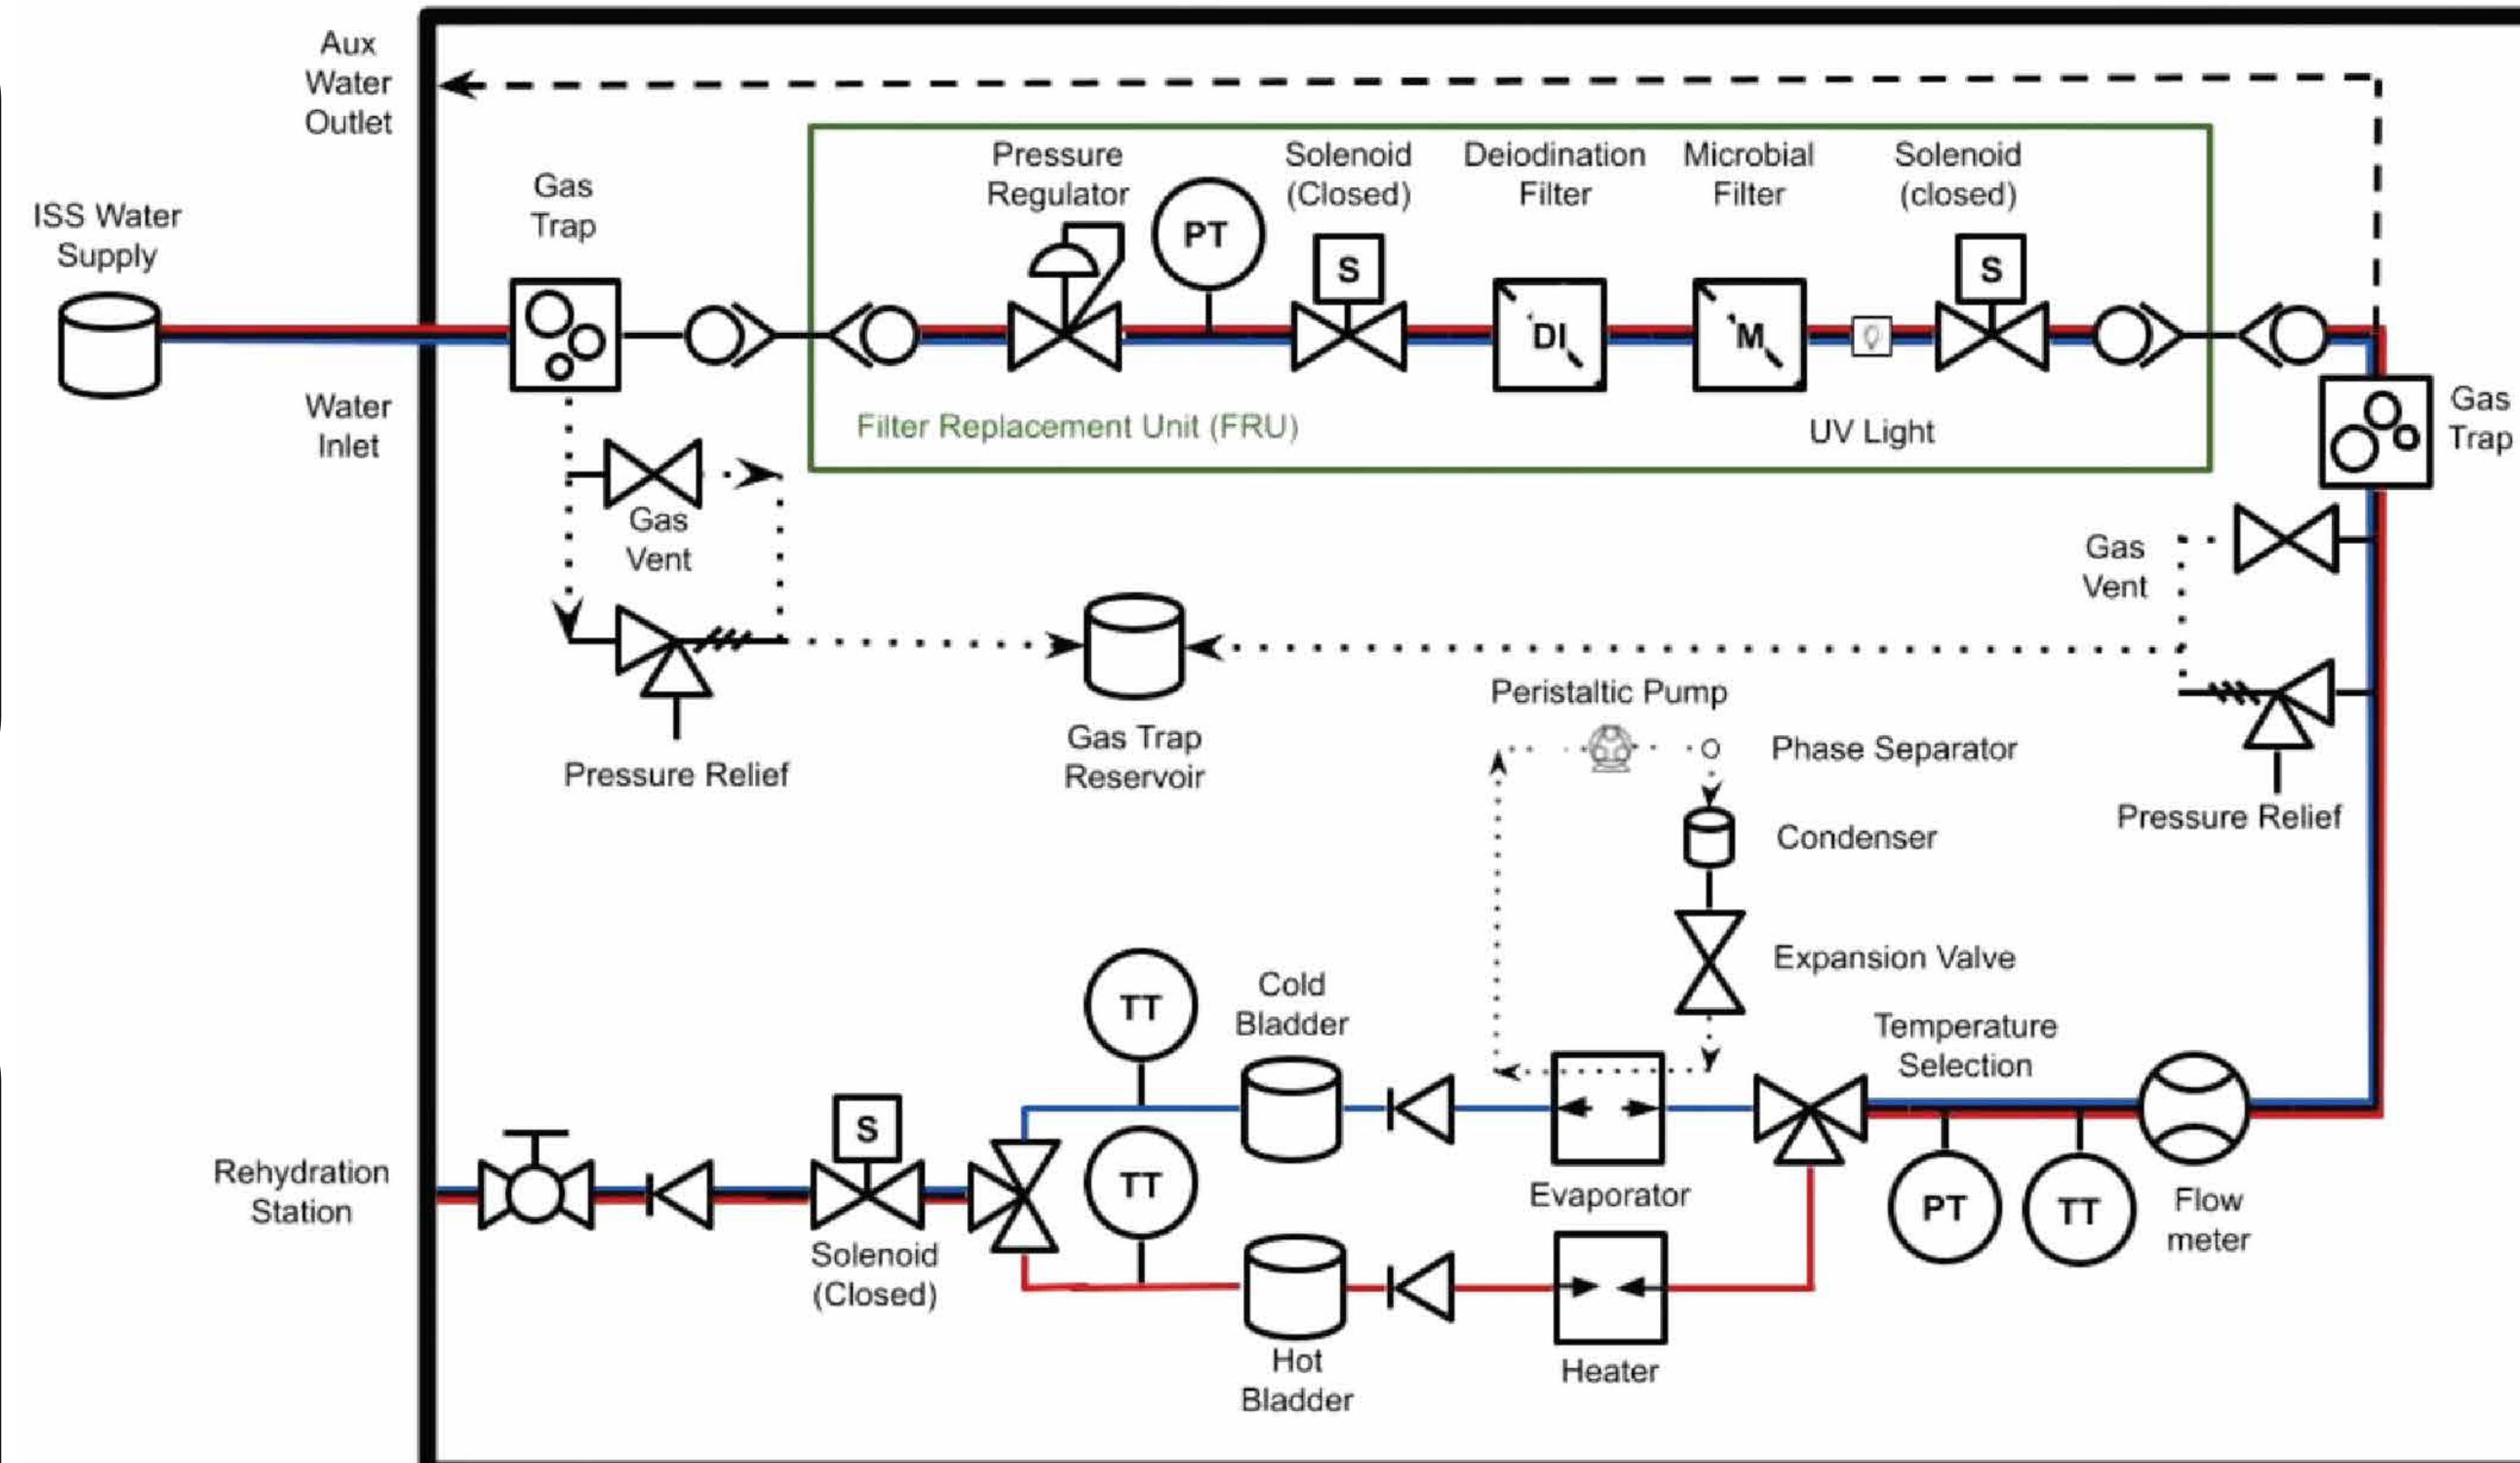 Aux
Water
Outlet
ISS Water
Supply
Gas
Trap
Pressure
Regulator
PT
Solenoid
(Closed)
S
Deiodination
Filter
DI
Microbial
Filter
M
Solenoid
(closed)
S
Filter Replacement Unit (FRU)
UV Light
Water
Inlet
Gas
Trap
Gas
Vent
Gas
Vent
Pressure Relief
Gas Trap
Reservoir
Peristaltic Pump
Phase Separator
Condenser
Expansion Valve
Pressure Relief
TT
Cold
Bladder
Temperature
Selection
Evaporator
PT
TT
Flow
meter
Rehydration
Station
S
Solenoid
(Closed)
TT
Hot
Bladder
Heater